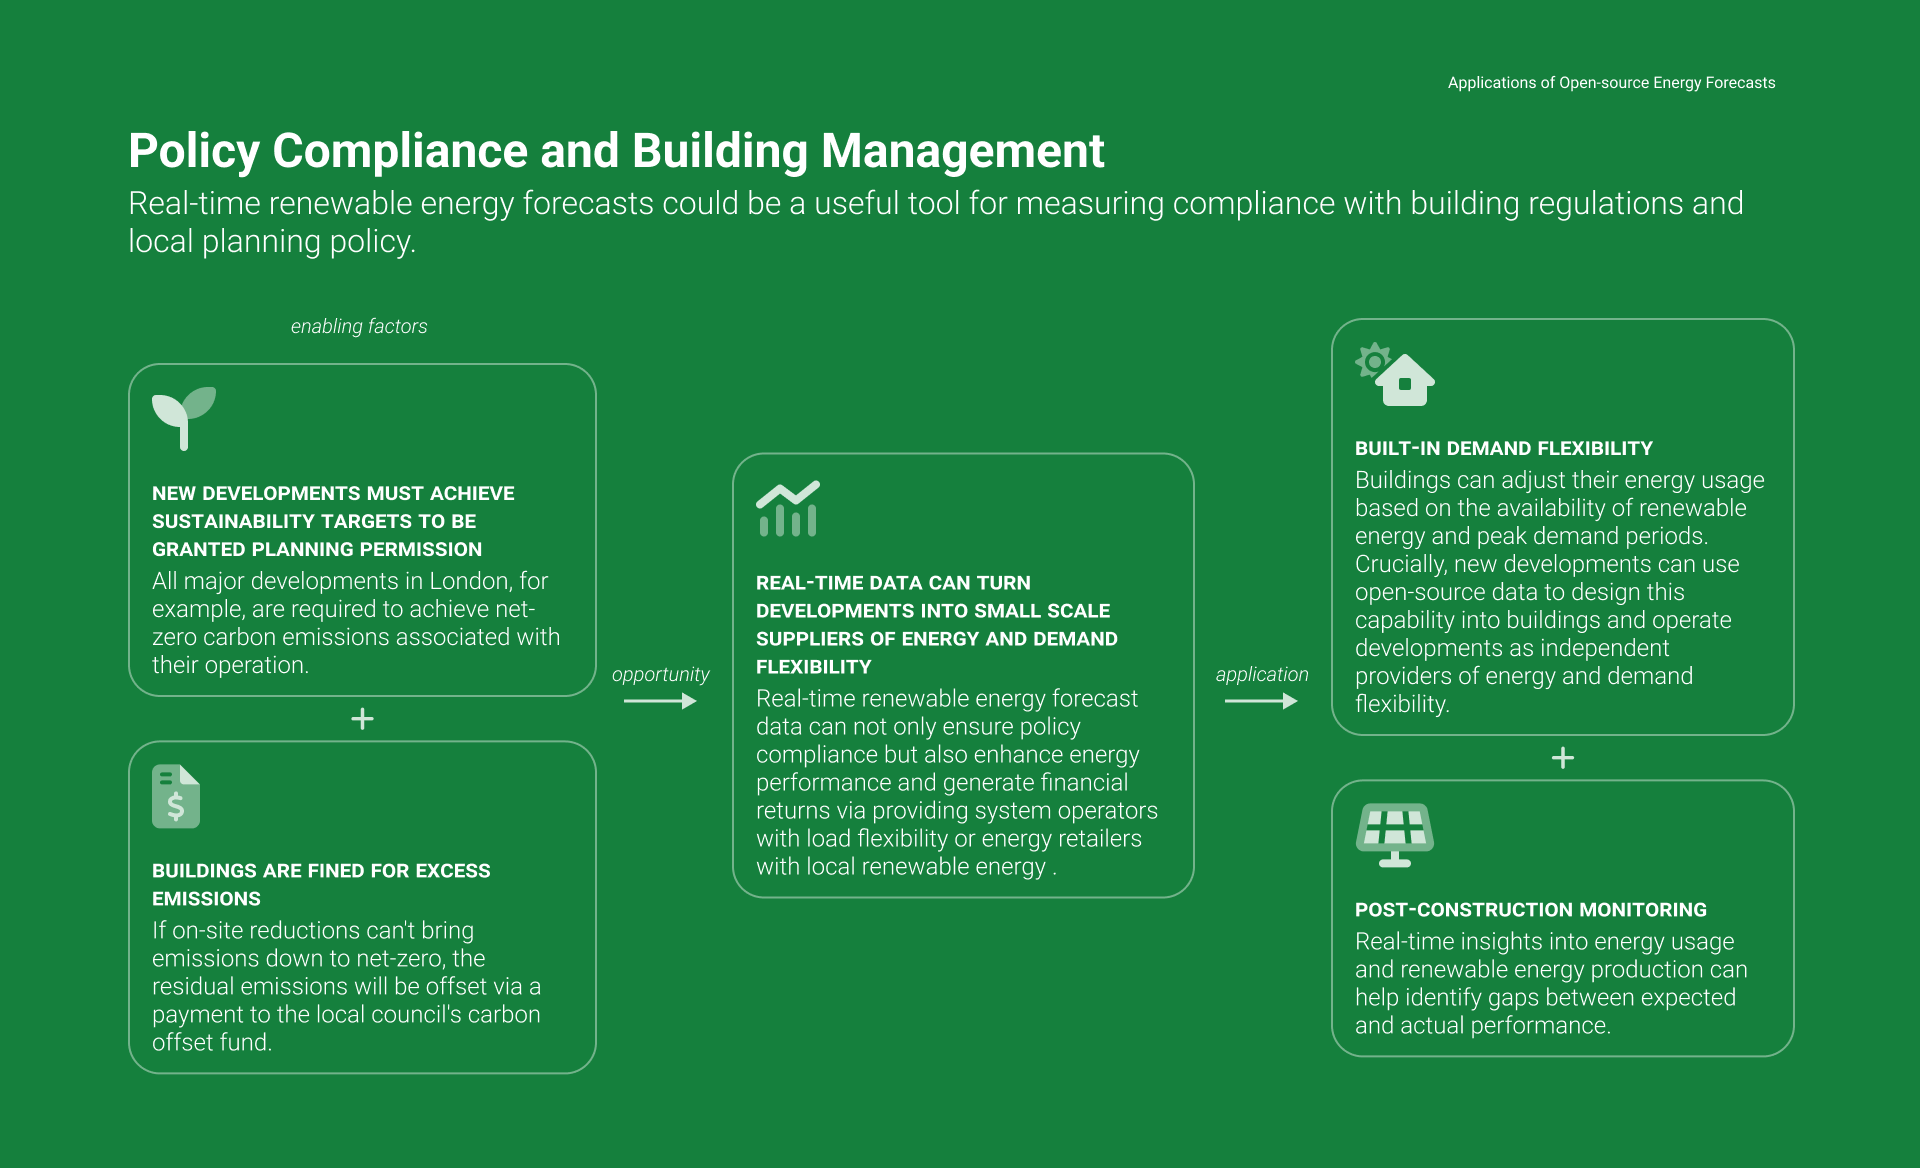 Applications of Open-source Energy Forecasts
Policy Compliance and Building Management
Real-time renewable energy forecasts could be a useful tool for measuring compliance with building regulations and
local planning policy.
enabling factors
NEW DEVELOPMENTS MUST ACHIEVE
SUSTAINABILITY TARGETS TO BE
GRANTED PLANNING PERMISSION
All major developments in London, for
example, are required to achieve net-
zero carbon emissions associated with
their operation.
+
$
BUILDINGS ARE FINED FOR EXCESS
EMISSIONS
If on-site reductions can't bring
emissions down to net-zero, the
residual emissions will be offset via a
payment to the local council's carbon
offset fund.
opportunity
REAL-TIME DATA CAN TURN
DEVELOPMENTS INTO SMALL SCALE
SUPPLIERS OF ENERGY AND DEMAND
FLEXIBILITY
Real-time renewable energy forecast
data can not only ensure policy
compliance but also enhance energy
performance and generate financial
returns via providing system operators
with load flexibility or energy retailers
with local renewable energy .
application
BUILT-IN DEMAND FLEXIBILITY
Buildings can adjust their energy usage
based on the availability of renewable
energy and peak demand periods.
Crucially, new developments can use
open-source data to design this
capability into buildings and operate
developments as independent
providers of energy and demand
flexibility.
+
POST-CONSTRUCTION MONITORING
Real-time insights into energy usage
and renewable energy production can
help identify gaps between expected
and actual performance.